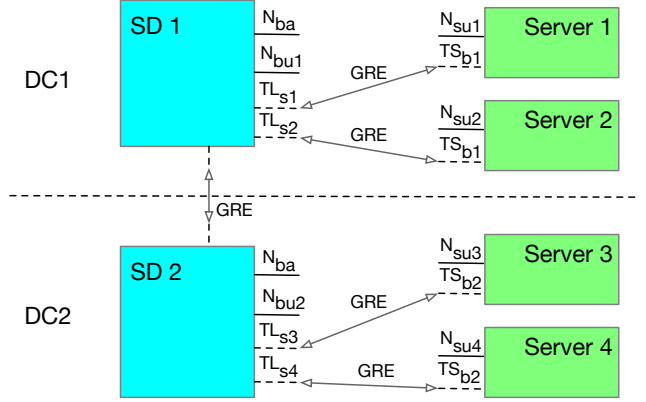 SD 1
N_ba
N_bu1
TL_s1
TL_s2
DC1
GRE
GRE
N_su1
TS_b1
Server 1
N_su2
TS_b1
Server 2
GRE
SD 2
N_ba
N_bu2
TL_s3
TL_s4
DC2
GRE
GRE
N_su3
TS_b2
Server 3
N_su4
TS_b2
Server 4